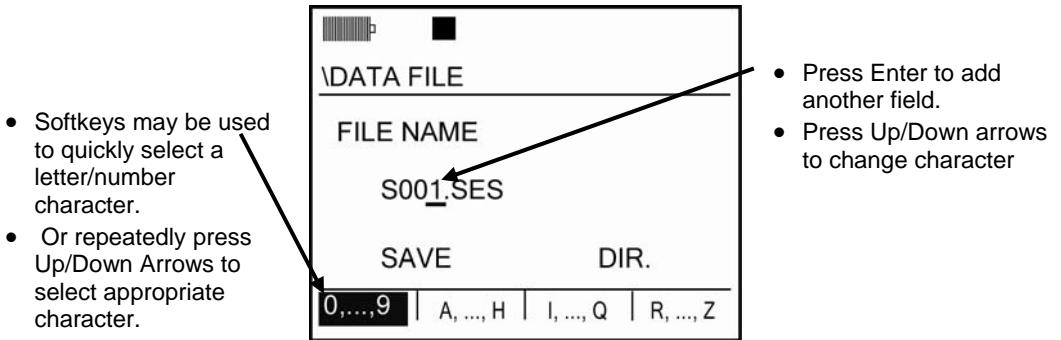 • Softkeys may be used
to quickly select a
letter/number
character.
• Or repeatedly press
Up/Down Arrows to
select appropriate
character.
\DATA FILE
FILE NAME
S001.SES
SAVE DIR.
0,...,9 A, ..., H I, ..., Q R, ..., Z
• Press Enter to add
another field.
• Press Up/Down arrows
to change character